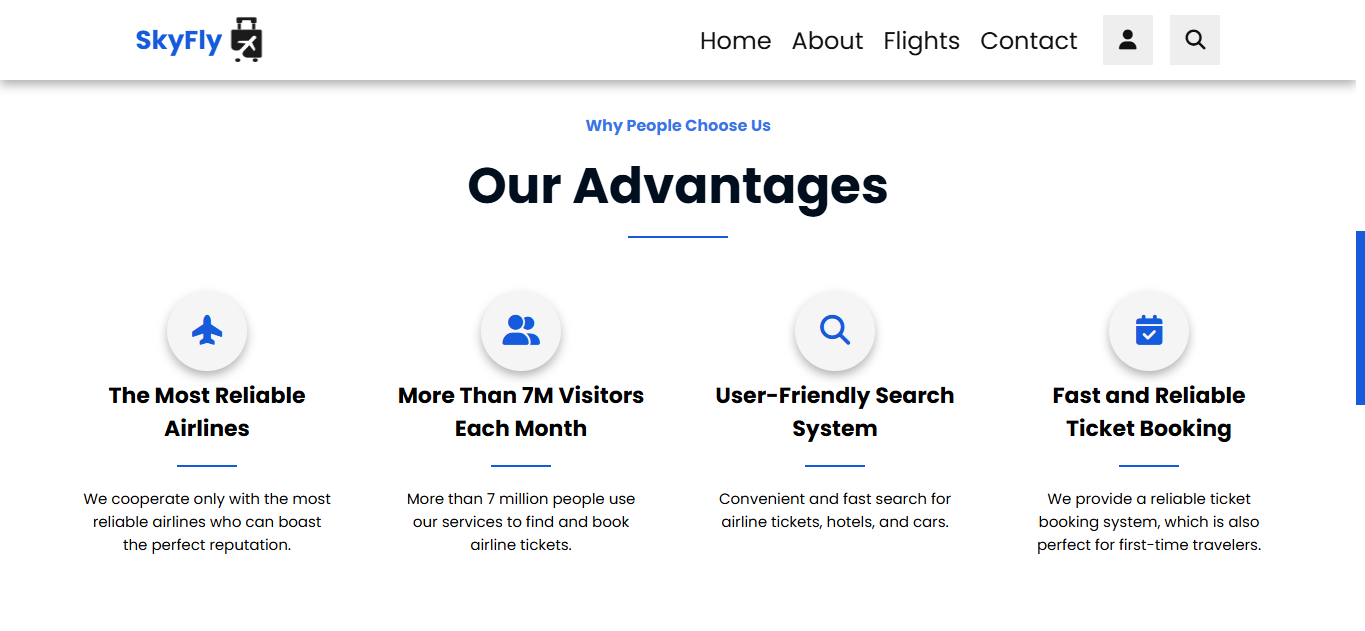 SkyFly
Home About Flights Contact
Why People Choose Us
Our Advantages
The Most Reliable
Airlines
We cooperate only with the most
reliable airlines who can boast
the perfect reputation.
More Than 7M Visitors
Each Month
More than 7 million people use
our services to find and book
airline tickets.
User-Friendly Search
System
Convenient and fast search for
airline tickets, hotels, and cars.
Fast and Reliable
Ticket Booking
We provide a reliable ticket
booking system, which is also
perfect for first-time travelers.